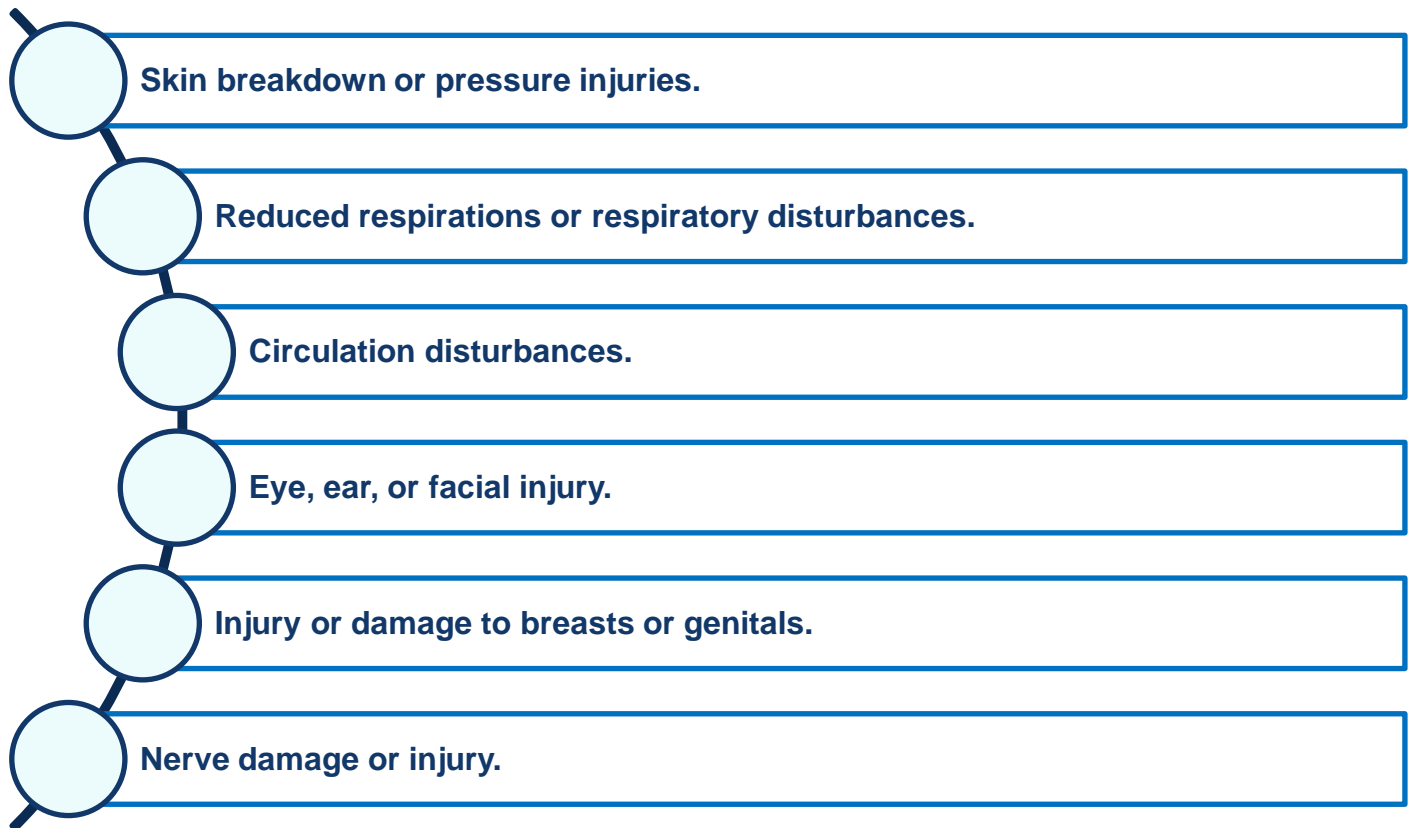 Skin breakdown or pressure injuries.
Reduced respirations or respiratory disturbances.
Circulation disturbances.
Eye, ear, or facial injury.
Injury or damage to breasts or genitals.
Nerve damage or injury.